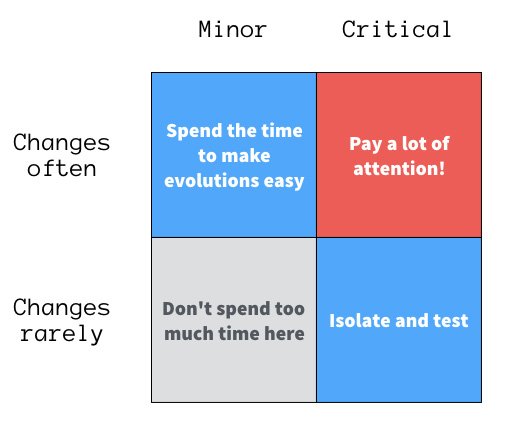 Minor
Critical
Changes
often
Spend the time
to make
evolutions easy
Pay a lot of
attention!
Changes
rarely
Don't spend too
much time here
Isolate and test